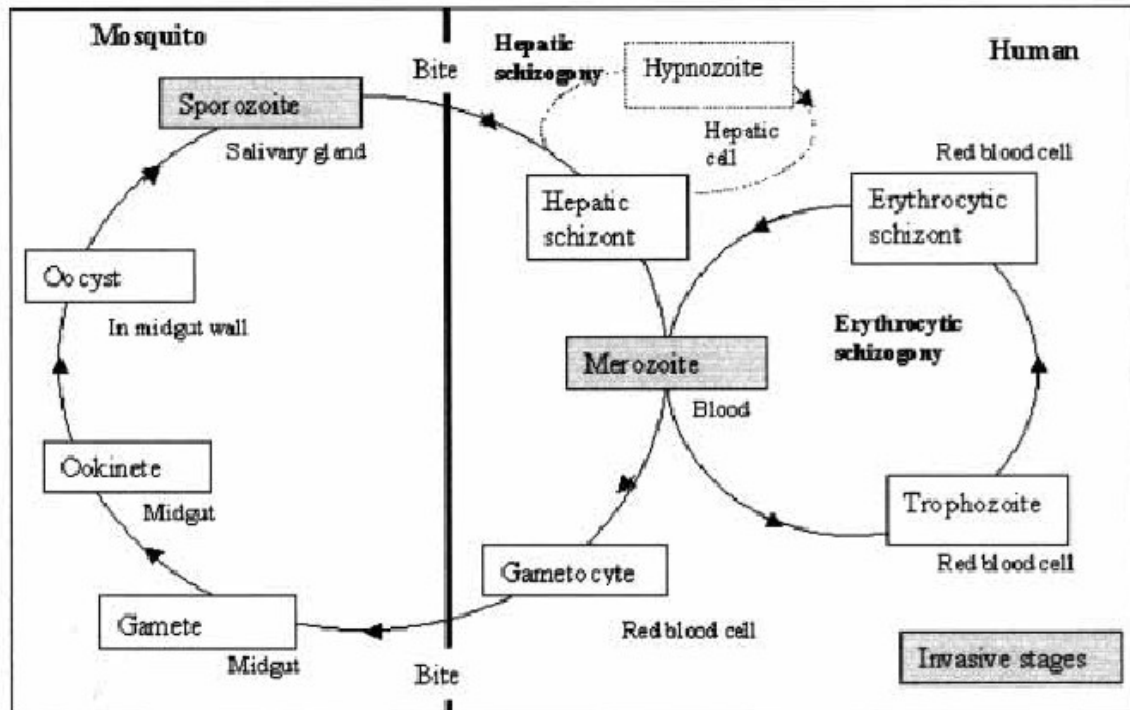 Mosquito
Bite
Hepatic
schizogony
Hypnozoite
Human
Sporozoite
Salivary gland
Hepatic
cell
Red blood cell
Hepatic
schizont
Erythrocytic
schizont
Oocyst
In midgut wall
Erythrocytic
schizogony
Merozoite
Blood
Ookinete
Midgut
Trophozoite
Red blood cell
Gametocyte
Red blood cell
Gamete
Midgut
Bite
Invasive stages